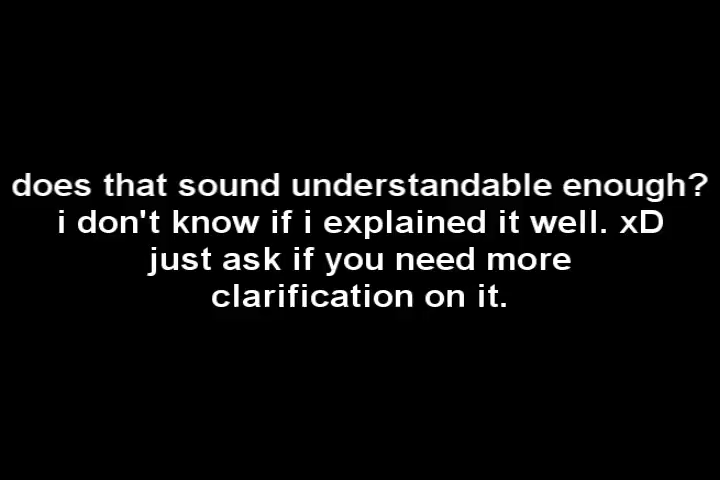 does that sound understandable enough?
i don't know if i explained it well. xD
just ask if you need more
clarification on it.